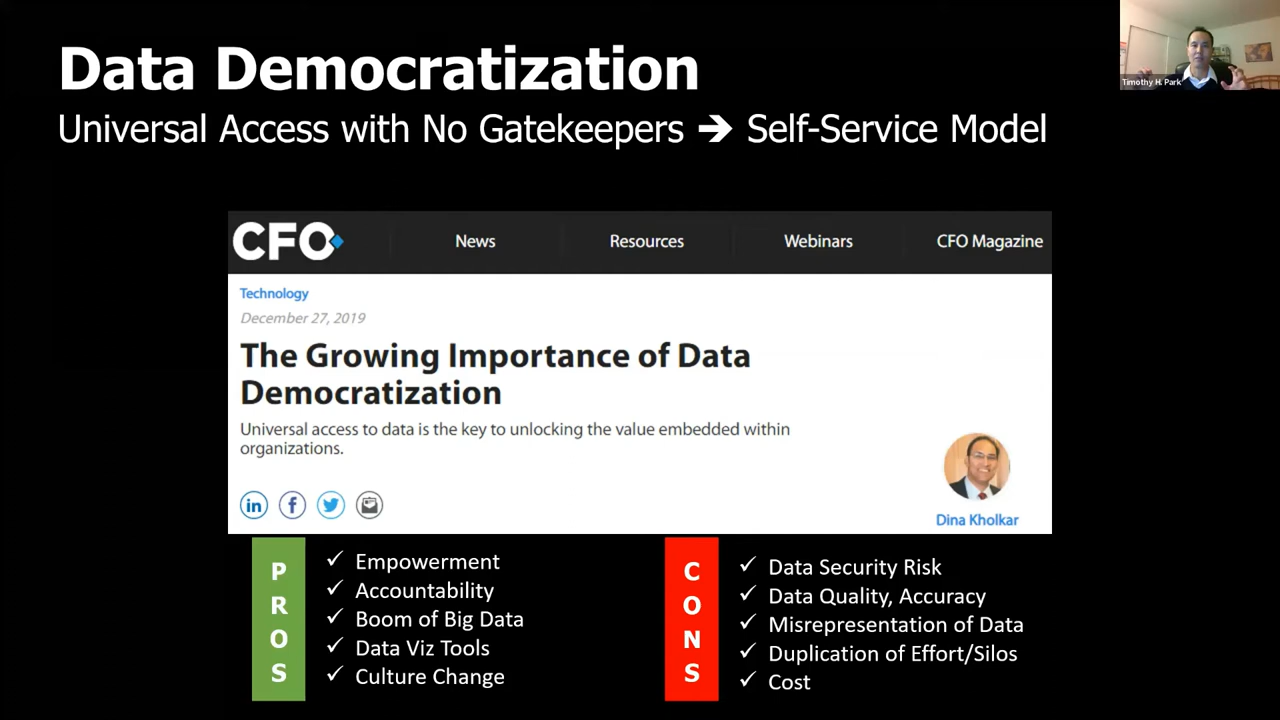 Data Democratization
Universal Access with No Gatekeepers ➔ Self-Service Model
Timothy H. Park
CFO
News
Resources
Webinars
CFO Magazine
Technology
December 27, 2019
The Growing Importance of Data
Democratization
Universal access to data is the key to unlocking the value embedded within
organizations.
in f
Dina Kholkar
PROS
✓ Empowerment
✓ Accountability
✓ Boom of Big Data
✓ Data Viz Tools
✓ Culture Change
CONS
✓ Data Security Risk
✓ Data Quality, Accuracy
✓ Misrepresentation of Data
✓ Duplication of Effort/Silos
✓ Cost